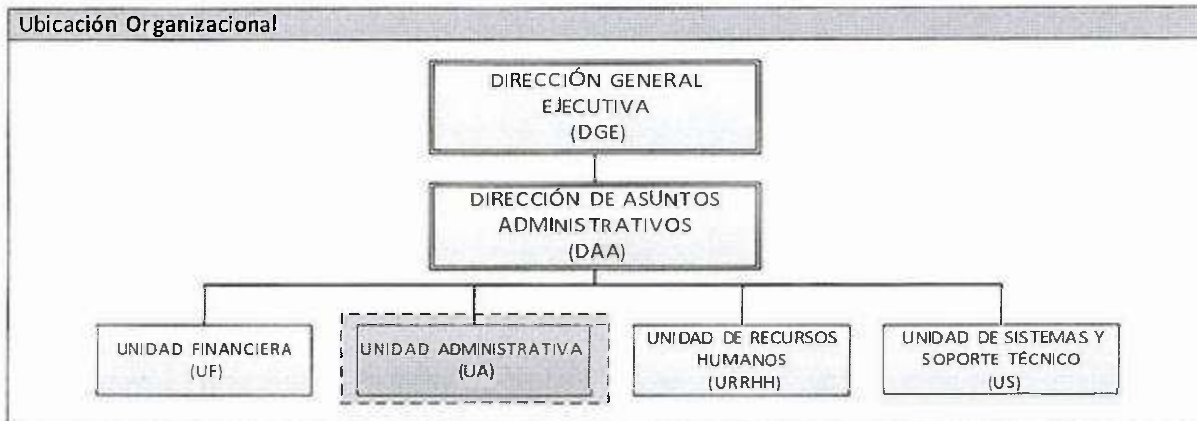 Ubicación Organizacional
DIRECCIÓN GENERAL
EJECUTIVA
(DGE)
DIRECCIÓN DE ASUNTOS
ADMINISTRATIVOS
(DAA)
UNIDAD FINANCIERA
(UF)
UNIDAD ADMINISTRATIVA
(UA)
UNIDAD DE RECURSOS
HUMANOS
(URRHH)
UNIDAD DE SISTEMAS Y
SOPORTE TÉCNICO
(US)